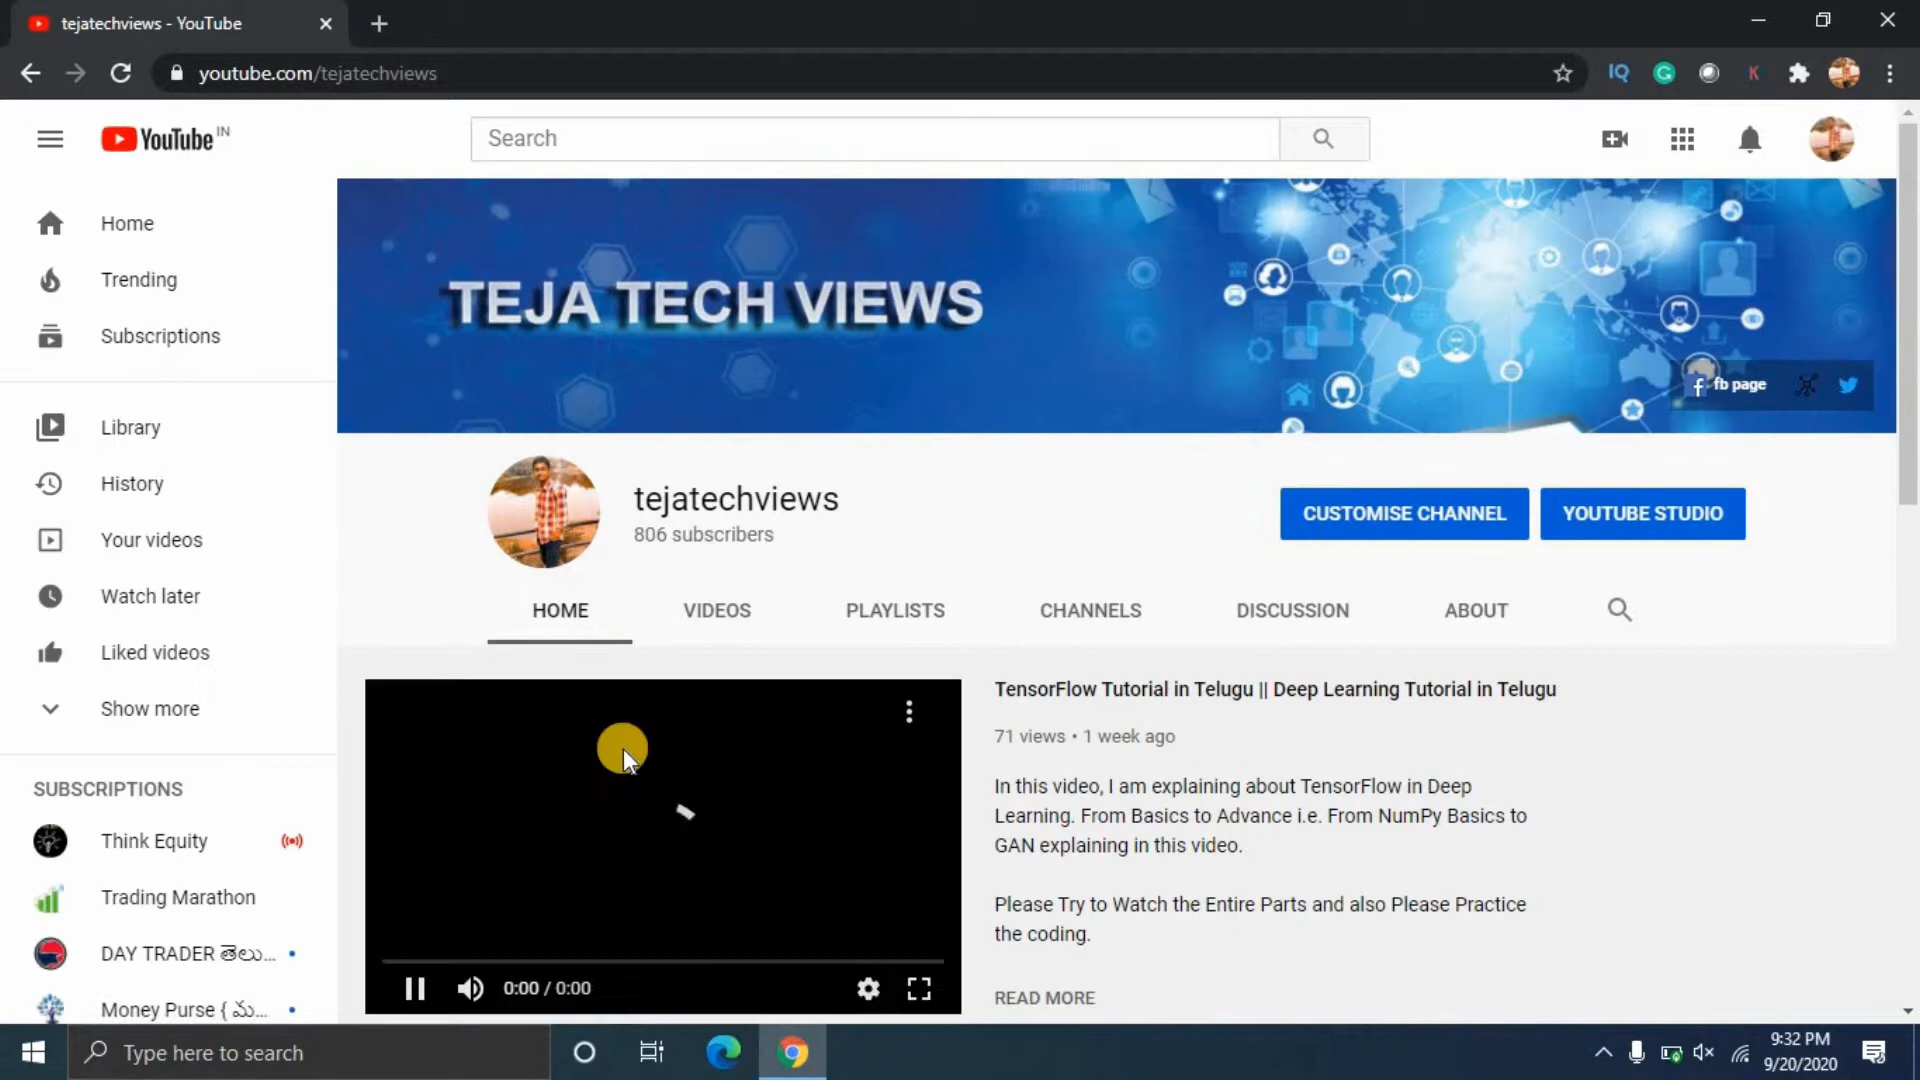 tejatechviews - YouTube
youtube.com/tejatechviews
IQ
G
K
YouTube IN
Search
Home
Trending
Subscriptions
Library
History
Your videos
Watch later
Liked videos
Show more
SUBSCRIPTIONS
Think Equity
Trading Marathon
DAY TRADER తెలు...
Money Purse { మ...
TEJA TECH VIEWS
fb page
tejatechviews
806 subscribers
CUSTOMISE CHANNEL
YOUTUBE STUDIO
HOME
VIDEOS
PLAYLISTS
CHANNELS
DISCUSSION
ABOUT
0:00 / 0:00
TensorFlow Tutorial in Telugu || Deep Learning Tutorial in Telugu
71 views • 1 week ago
In this video, I am explaining about TensorFlow in Deep
Learning. From Basics to Advance i.e. From NumPy Basics to
GAN explaining in this video.
Please Try to Watch the Entire Parts and also Please Practice
the coding.
READ MORE
Type here to search
9:32 PM
9/20/2020